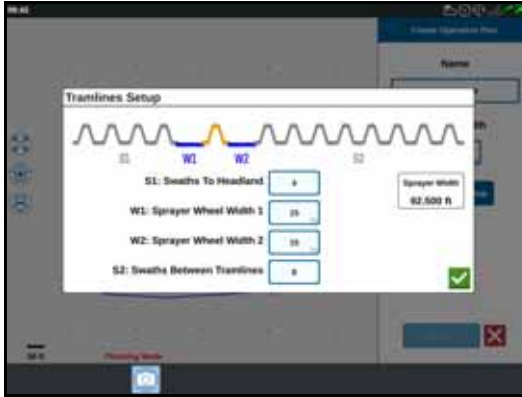 Tramlines Setup
S1 W1 W2 S2
S1: Swaths To Headland
W1: Sprayer Wheel Width 1
W2: Sprayer Wheel Width 2
S2: Swaths Between Tramlines
Sprayer Width
92.500 ft
Name
Planning Mode